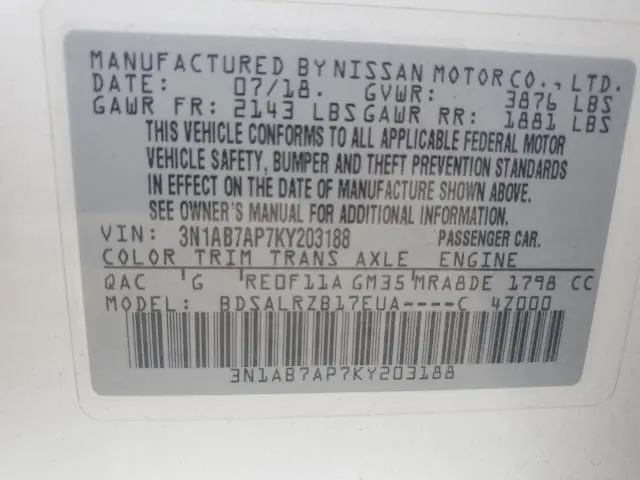 MANUFACTURED BY NISSAN MOTOR CO., LTD.
DATE: 07/18. GVWR: 3876 LBS
GAWR FR: 2143 LBS GAWR RR: 1881 LBS
THIS VEHICLE CONFORMS TO ALL APPLICABLE FEDERAL MOTOR
VEHICLE SAFETY, BUMPER AND THEFT PREVENTION STANDARDS
IN EFFECT ON THE DATE OF MANUFACTURE SHOWN ABOVE.
SEE OWNER'S MANUAL FOR ADDITIONAL INFORMATION
VIN: 3N1AB7AP7KY203188 PASSENGER CAR.
COLOR TRIM TRANS AXLE ENGINE
QAC G RE0F11A GM35 MRA8DE 1798 CC
MODEL: BDSALRZB17EUA----C 4Z000
3N1AB7AP7KY203188